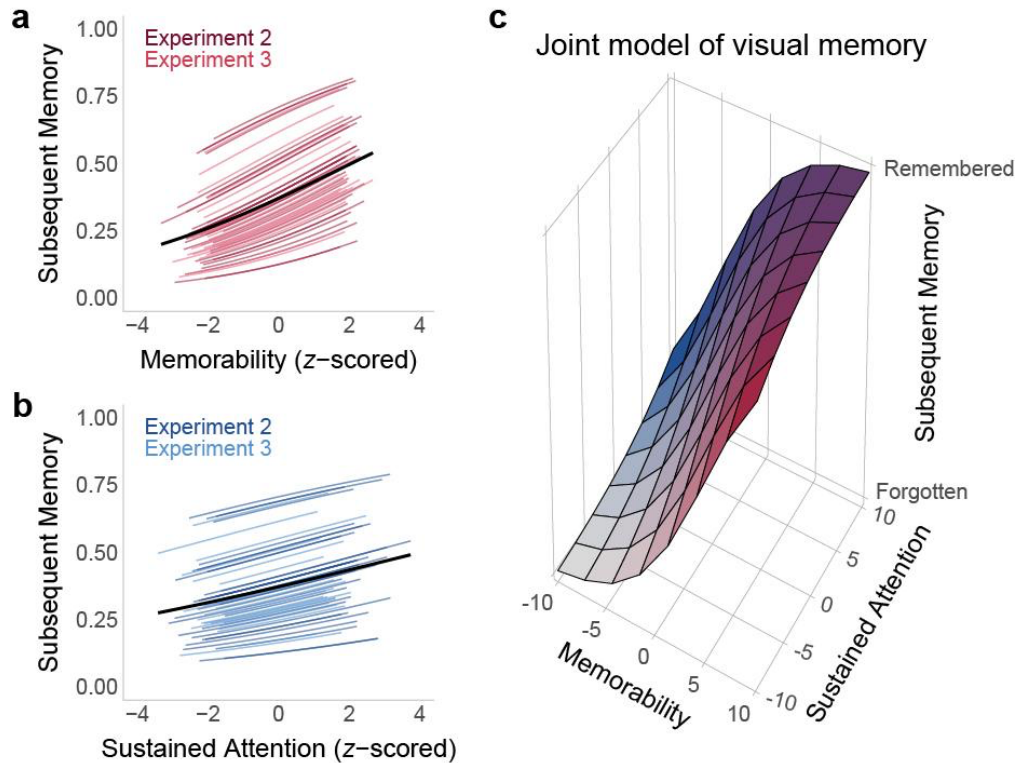 a
1.00
0.75
0.50
0.25
0.00
Subsequent Memory
Experiment 2
Experiment 3
−4 −2 0 2 4
Memorability (z−scored)
b
1.00
0.75
0.50
0.25
0.00
Subsequent Memory
Experiment 2
Experiment 3
−4 −2 0 2 4
Sustained Attention (z−scored)
c
Joint model of visual memory
Remembered
Subsequent Memory
Forgotten
10
5
0
-5
-10
Sustained Attention
-10
-5
0
5
10
Memorability